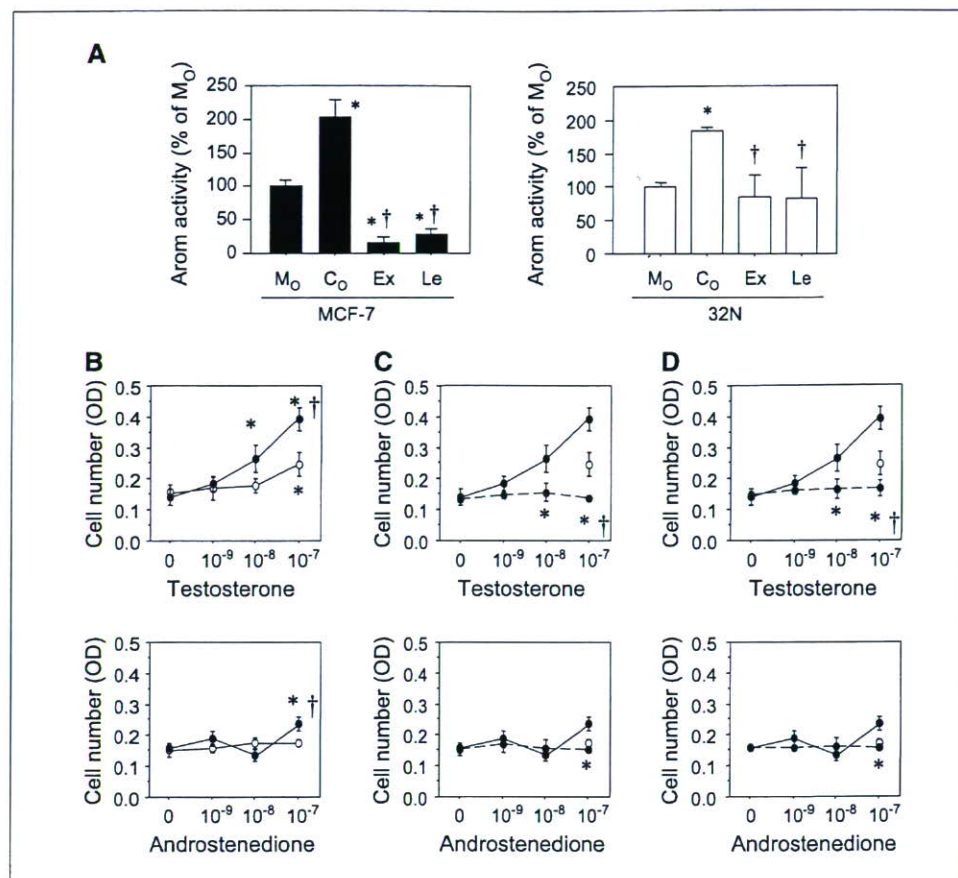 A
Arom activity (% of M_O)
250
200
150
100
50
0
*
* †
* †
M_O C_O Ex Le
MCF-7
Arom activity (% of M_O)
250
200
150
100
50
0
*
†
†
M_O C_O Ex Le
32N
B
Cell number (OD)
0.5
0.4
0.3
0.2
0.1
0.0
*
* †
*
0 10⁻⁹ 10⁻⁸ 10⁻⁷
Testosterone
C
Cell number (OD)
0.5
0.4
0.3
0.2
0.1
0.0
*
* †
0 10⁻⁹ 10⁻⁸ 10⁻⁷
Testosterone
D
Cell number (OD)
0.5
0.4
0.3
0.2
0.1
0.0
*
* †
0 10⁻⁹ 10⁻⁸ 10⁻⁷
Testosterone
Cell number (OD)
0.5
0.4
0.3
0.2
0.1
0.0
* †
0 10⁻⁹ 10⁻⁸ 10⁻⁷
Androstenedione
Cell number (OD)
0.5
0.4
0.3
0.2
0.1
0.0
*
0 10⁻⁹ 10⁻⁸ 10⁻⁷
Androstenedione
Cell number (OD)
0.5
0.4
0.3
0.2
0.1
0.0
*
0 10⁻⁹ 10⁻⁸ 10⁻⁷
Androstenedione